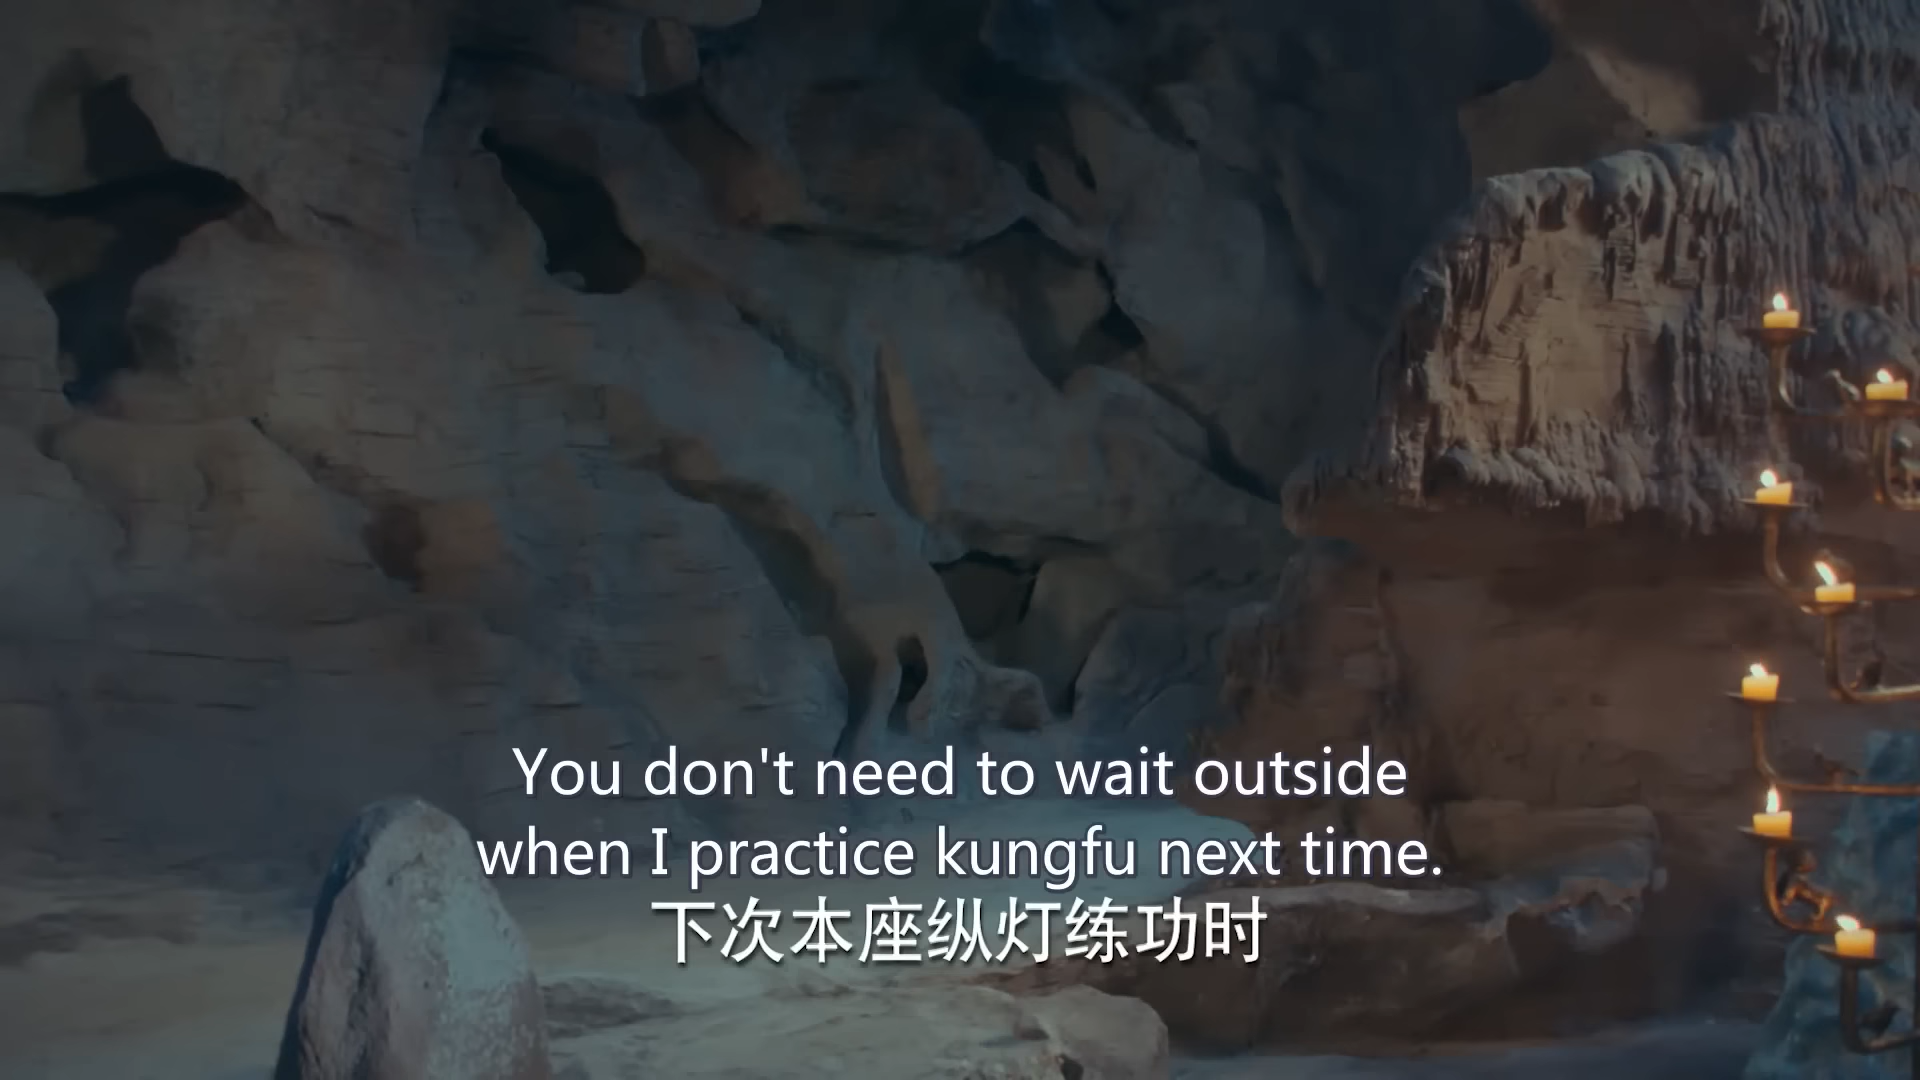 You don't need to wait outside
when I practice kungfu next time.
下次本座纵灯练功时